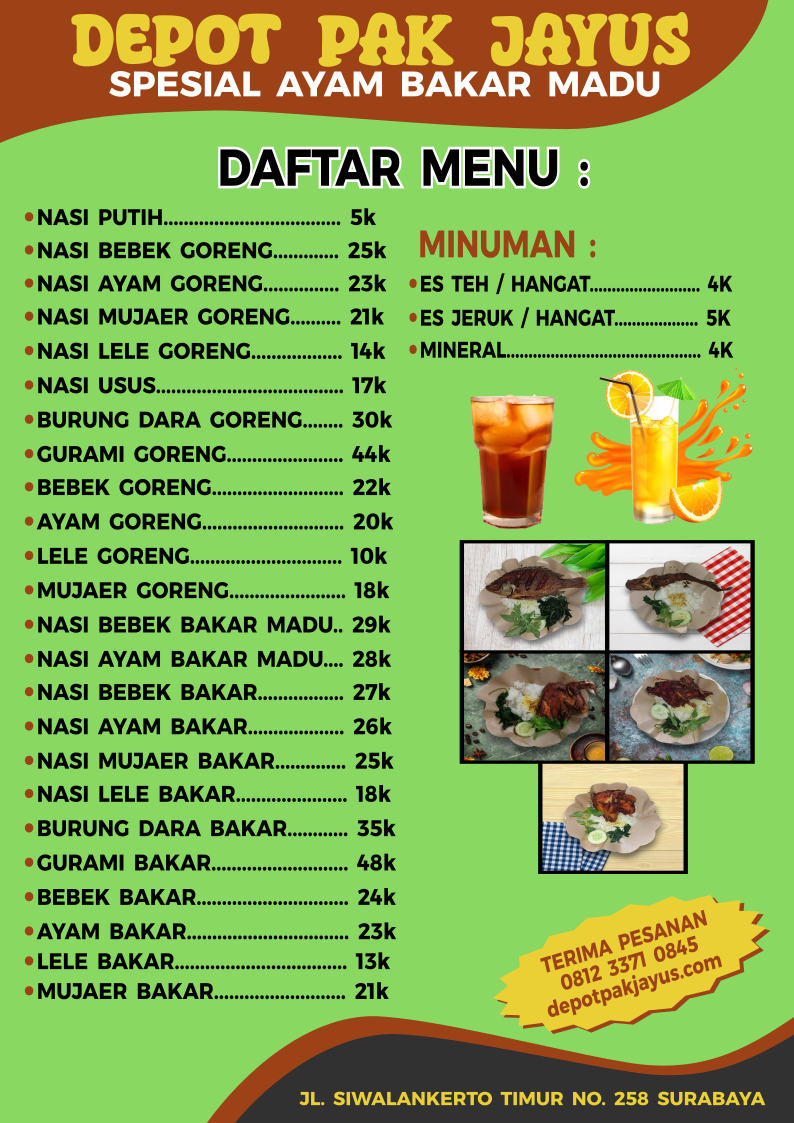 DEPOT PAK JAYUS
SPESIAL AYAM BAKAR MADU
DAFTAR MENU :
•NASI PUTIH................................... 5k
•NASI BEBEK GORENG............. 25k
•NASI AYAM GORENG............... 23k
•NASI MUJAER GORENG.......... 21k
•NASI LELE GORENG.................. 14k
•NASI USUS..................................... 17k
•BURUNG DARA GORENG........ 30k
•GURAMI GORENG....................... 44k
•BEBEK GORENG.......................... 22k
•AYAM GORENG............................ 20k
•LELE GORENG.............................. 10k
•MUJAER GORENG....................... 18k
•NASI BEBEK BAKAR MADU.. 29k
•NASI AYAM BAKAR MADU.... 28k
•NASI BEBEK BAKAR................. 27k
•NASI AYAM BAKAR................... 26k
•NASI MUJAER BAKAR.............. 25k
•NASI LELE BAKAR...................... 18k
•BURUNG DARA BAKAR............ 35k
•GURAMI BAKAR........................... 48k
•BEBEK BAKAR.............................. 24k
•AYAM BAKAR................................ 23k
•LELE BAKAR.................................. 13k
•MUJAER BAKAR.......................... 21k
MINUMAN :
•ES TEH / HANGAT......................... 4K
•ES JERUK / HANGAT................... 5K
•MINERAL............................................ 4K
TERIMA PESANAN
0812 3371 0845
depotpakjayus.com
JL. SIWALANKERTO TIMUR NO. 258 SURABAYA